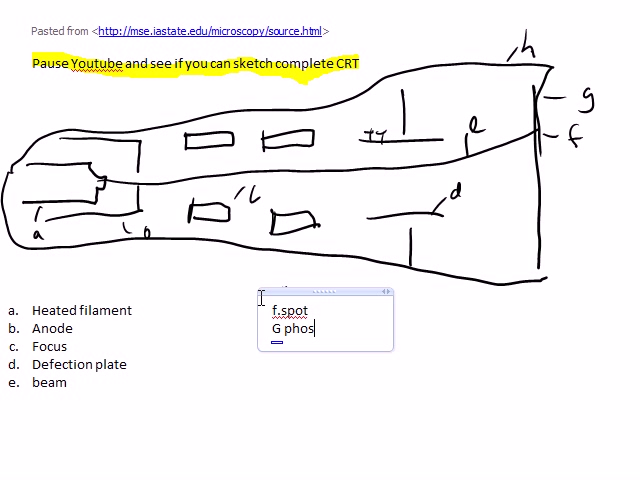 Pasted from <http://mse.iastate.edu/microscopy/source.html>
Pause Youtube and see if you can sketch complete CRT
h
g
f
e
d
a
b
a. Heated filament
b. Anode
c. Focus
d. Defection plate
e. beam
f.spot
G phos